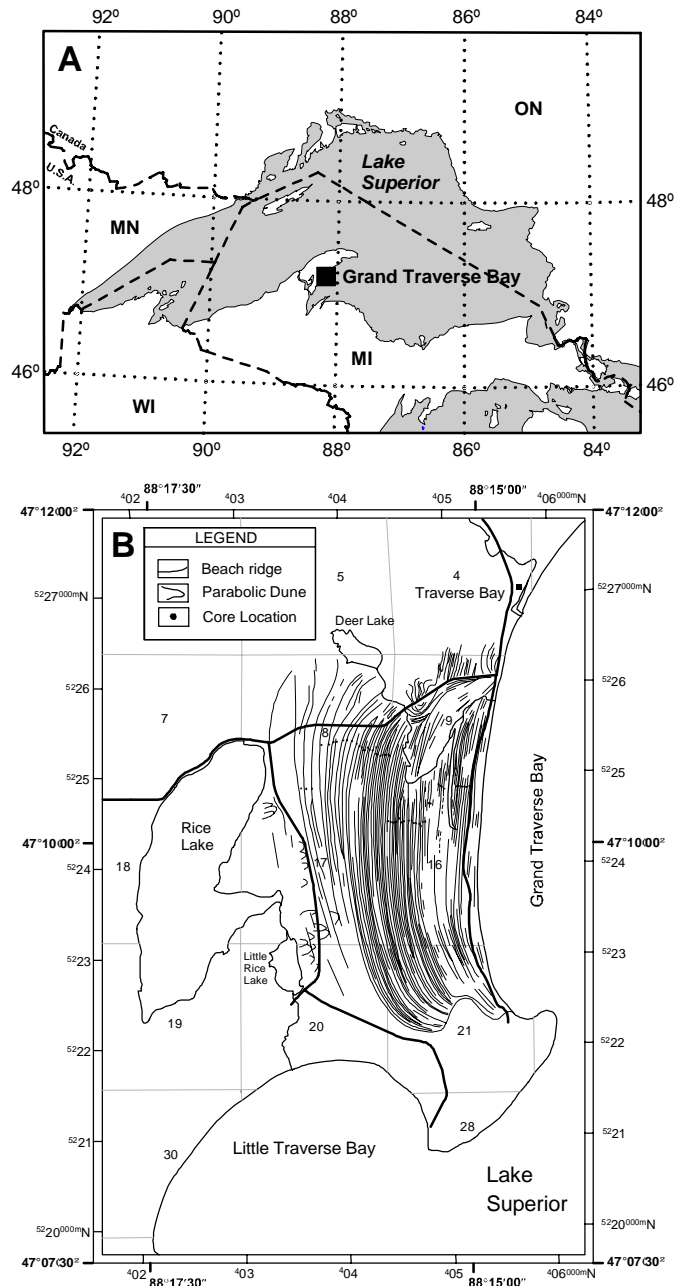 92° 90° 88° 86° 84°
A
ON
Canada
U.S.A.
Lake
Superior
48° 48°
MN
Grand Traverse Bay
MI
46° 46°
WI
92° 90° 88° 86° 84°
88°17'30" 88°15'00"
402 403 404 405 406000m
47°12'00" 47°12'00"
B
LEGEND
Beach ridge
Parabolic Dune
Core Location
5 4
Traverse Bay
5227000mN 5227000mN
Deer Lake
5226 5226
7 8 9
5225 5225
Rice
Lake
Grand Traverse Bay
47°10'00" 47°10'00"
18 17 16
5224 5224
5223 5223
Little
Rice
Lake
19 20 21
5222 5222
28
5221 5221
30
Little Traverse Bay
Lake
Superior
5220000mN 5220000mN
47°07'30" 47°07'30"
402 403 404 405 406000mN
88°17'30" 88°15'00"